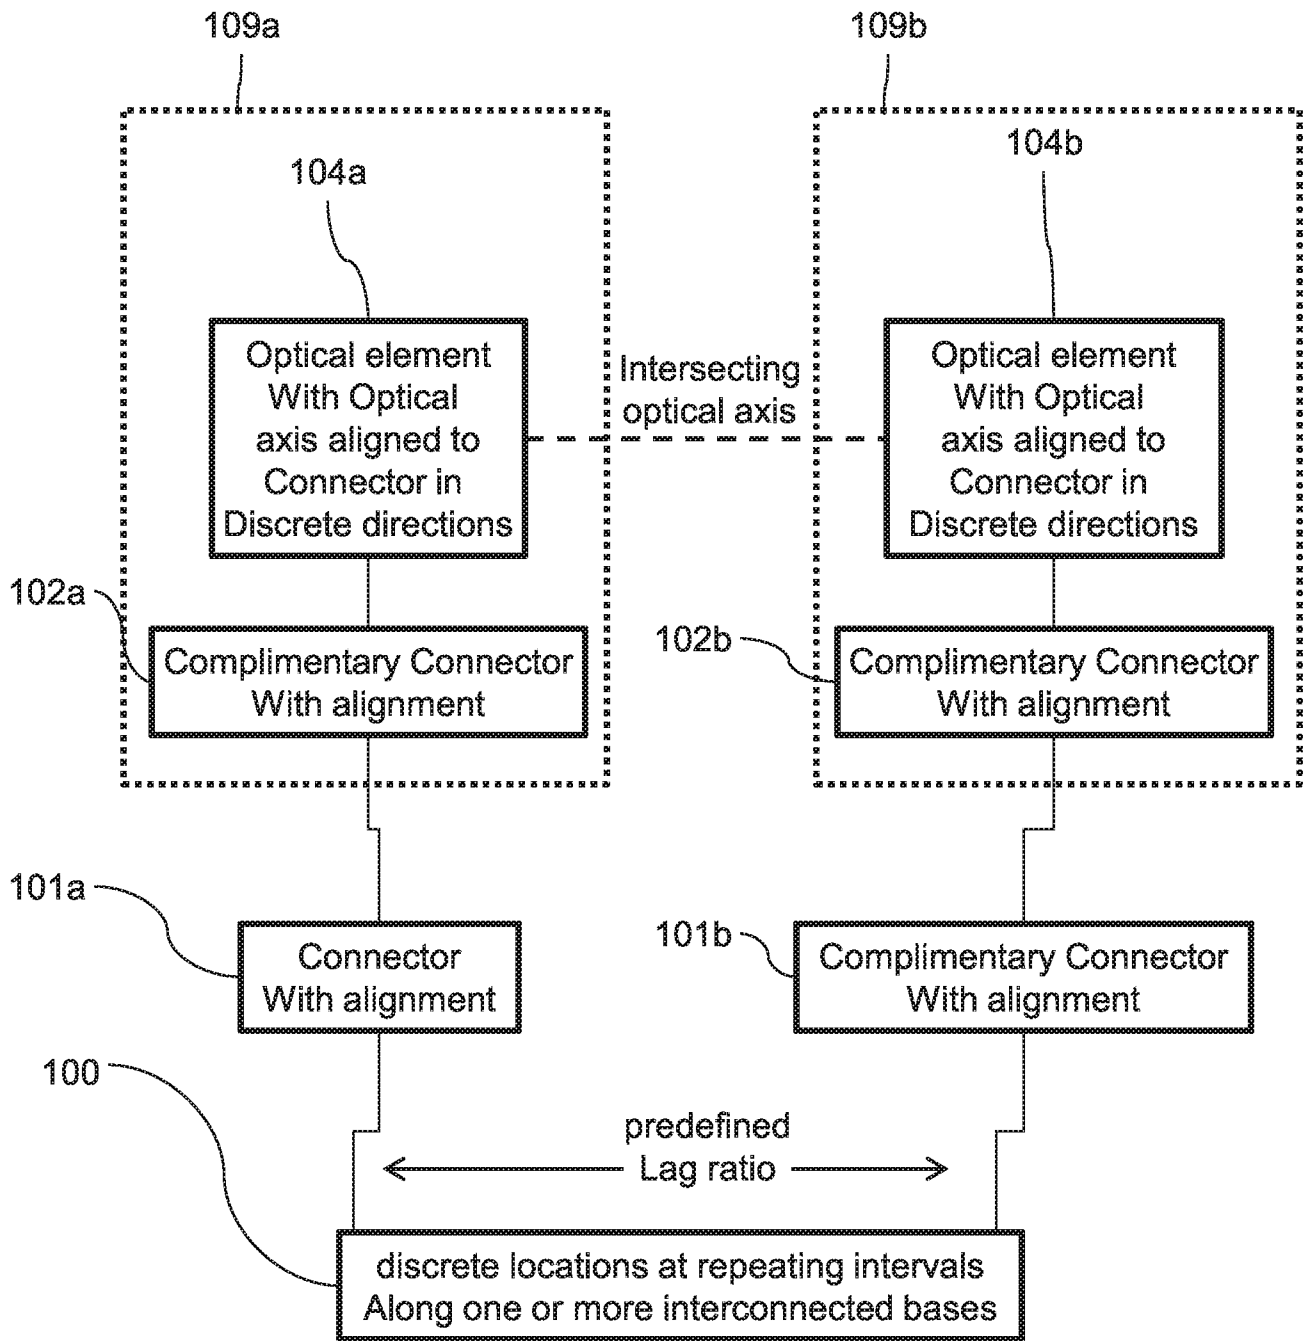 109a
109b
104a
104b
Optical element
With Optical
axis aligned to
Connector in
Discrete directions
Intersecting
optical axis
Optical element
With Optical
axis aligned to
Connector in
Discrete directions
102a
Complimentary Connector
With alignment
102b
Complimentary Connector
With alignment
101a
Connector
With alignment
101b
Complimentary Connector
With alignment
100
predefined
Lag ratio
discrete locations at repeating intervals
Along one or more interconnected bases